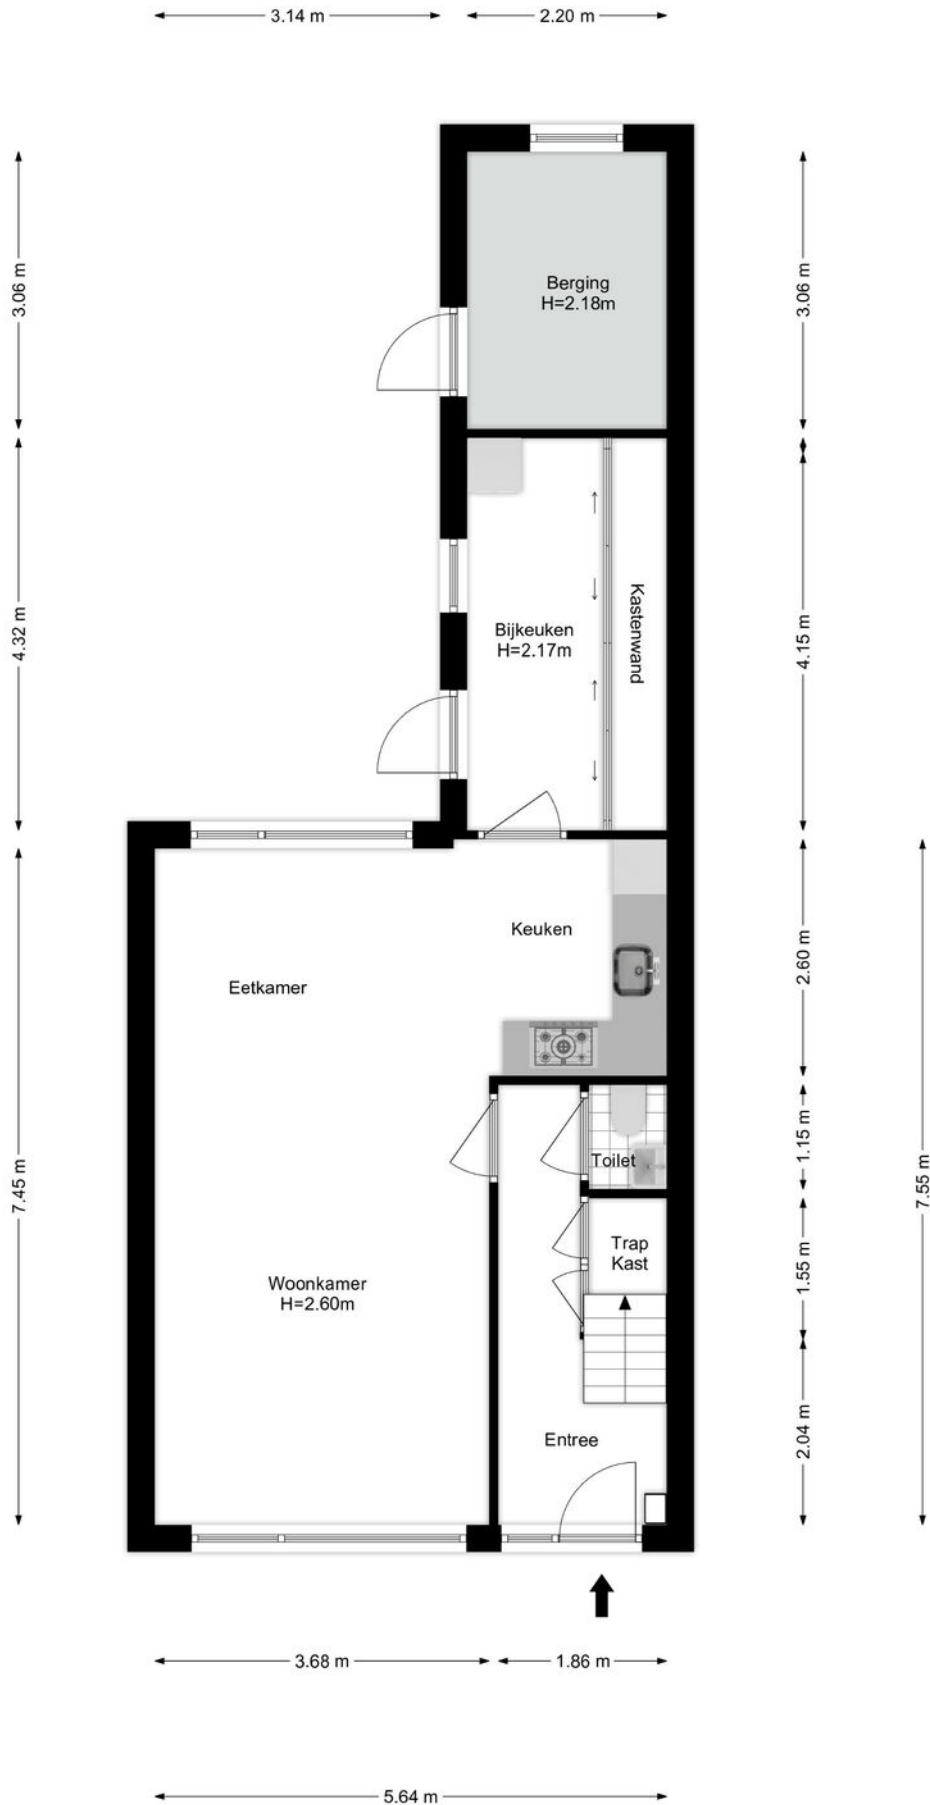 3.14 m
2.20 m
3.06 m
3.06 m
Berging
H=2.18m
4.32 m
4.15 m
Bijkeuken
H=2.17m
Kastenwand
Keuken
Eetkamer
2.60 m
7.45 m
7.55 m
1.15 m
Toilet
Trap
Kast
1.55 m
Woonkamer
H=2.60m
Entree
2.04 m
3.68 m
1.86 m
5.64 m